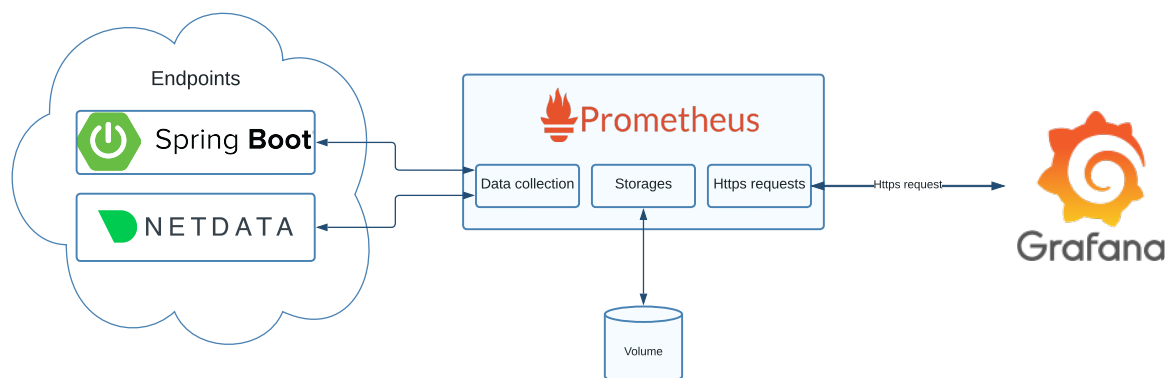 Endpoints
Spring Boot
NETDATA
Prometheus
Data collection
Storages
Https requests
Https request
Grafana
Volume